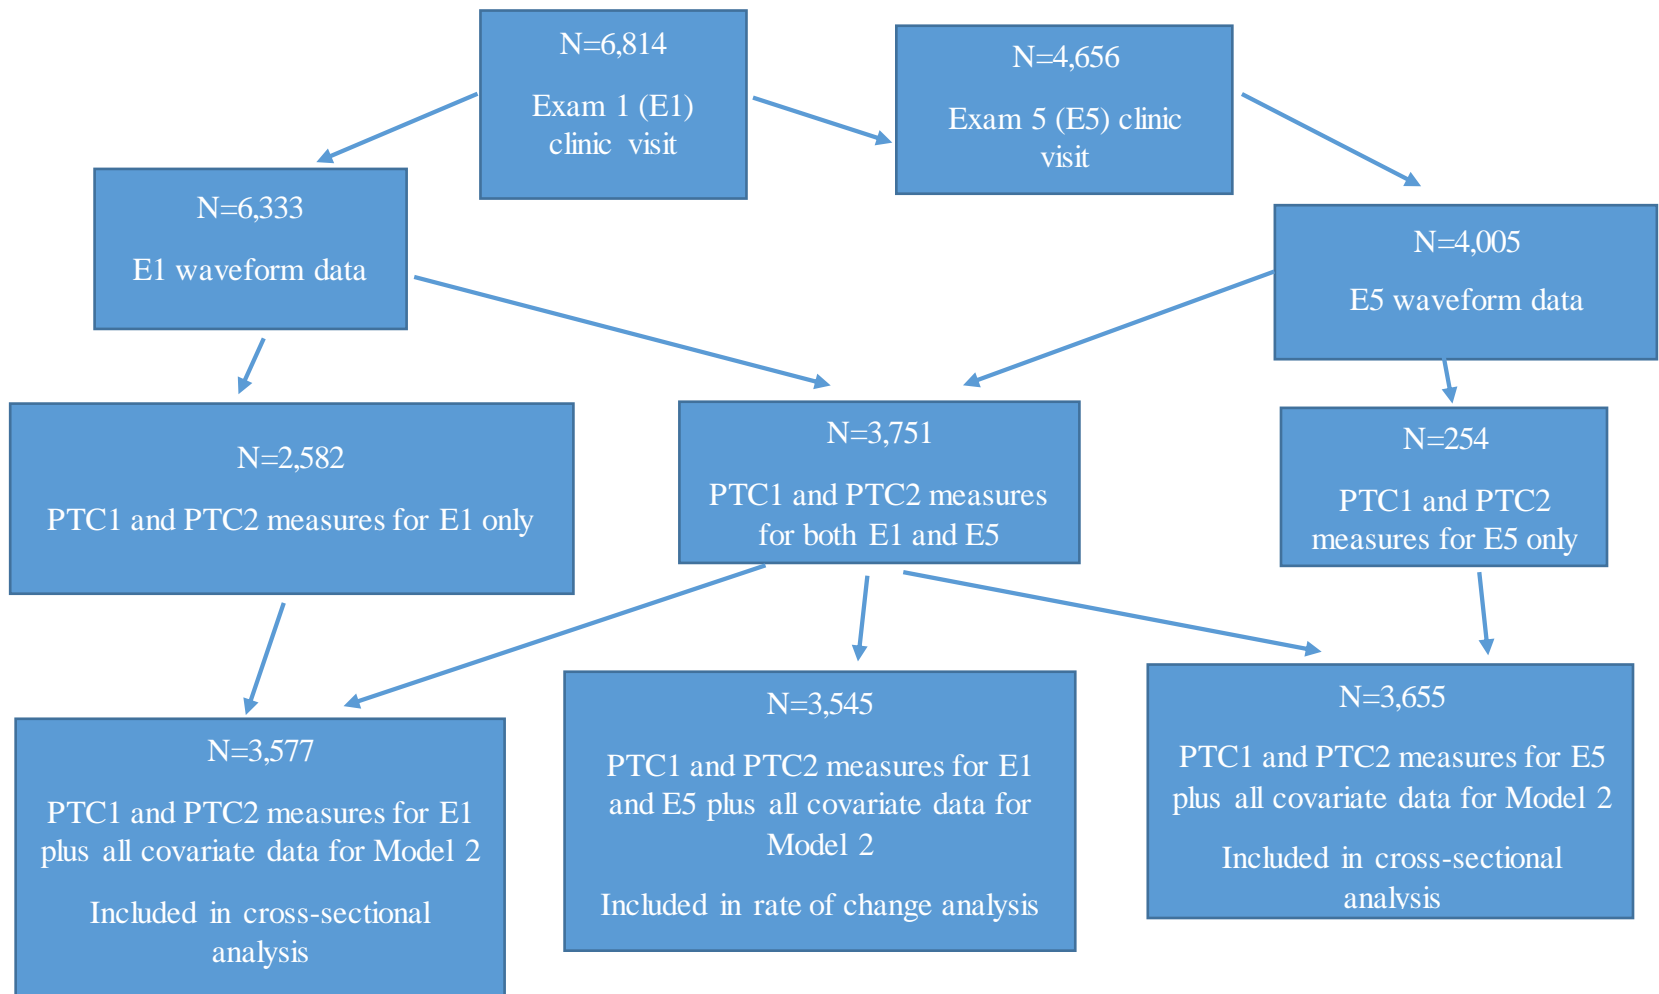 N=6,814
Exam 1 (E1)
clinic visit
N=4,656
Exam 5 (E5) clinic
visit
N=6,333
E1 waveform data
N=4,005
E5 waveform data
N=2,582
PTC1 and PTC2 measures for E1 only
N=3,751
PTC1 and PTC2 measures
for both E1 and E5
N=254
PTC1 and PTC2
measures for E5 only
N=3,577
PTC1 and PTC2 measures for E1
plus all covariate data for Model 2
Included in cross-sectional
analysis
N=3,545
PTC1 and PTC2 measures for E1
and E5 plus all covariate data for
Model 2
Included in rate of change analysis
N=3,655
PTC1 and PTC2 measures for E5
plus all covariate data for Model 2
Included in cross-sectional
analysis